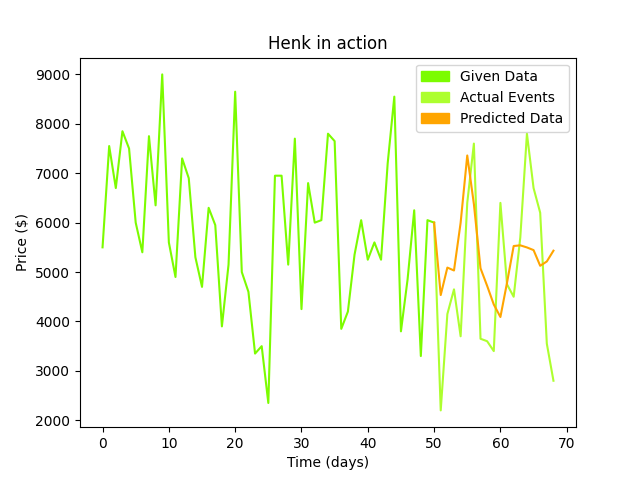 Henk in action
Given Data
Actual Events
Predicted Data
Price ($)
9000
8000
7000
6000
5000
4000
3000
2000
0 10 20 30 40 50 60 70
Time (days)